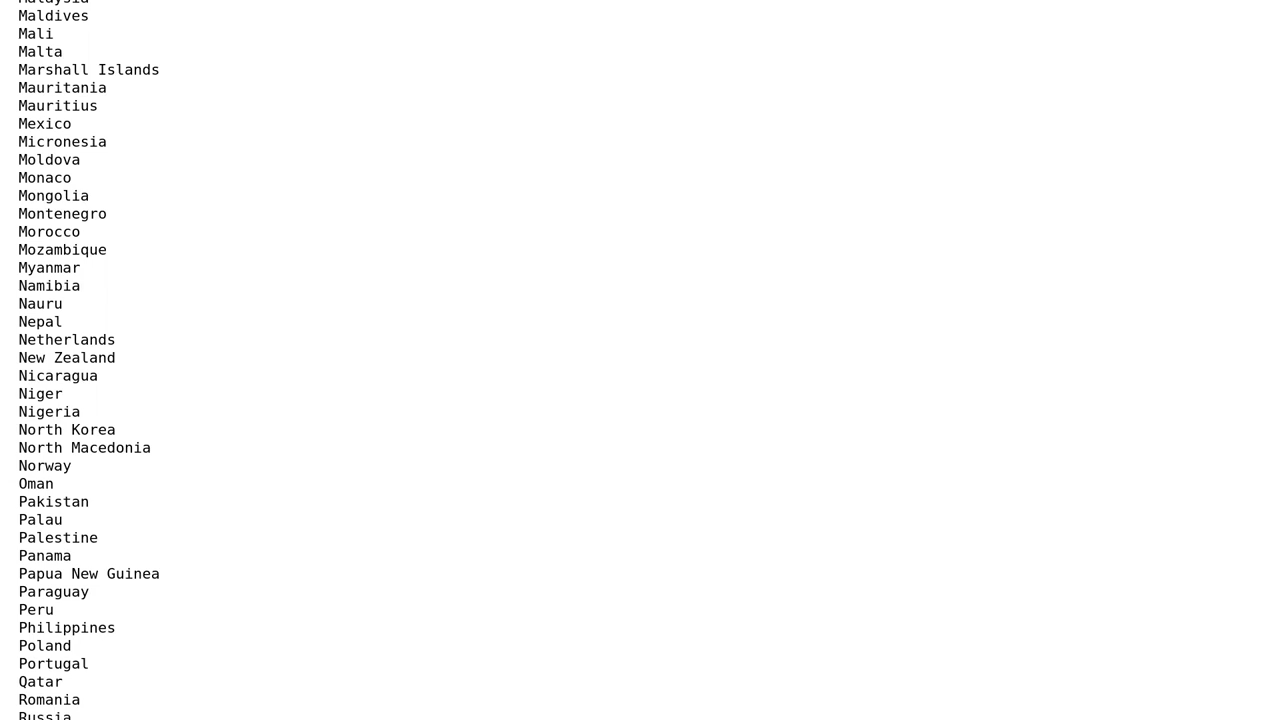 Malaysia
Maldives
Mali
Malta
Marshall Islands
Mauritania
Mauritius
Mexico
Micronesia
Moldova
Monaco
Mongolia
Montenegro
Morocco
Mozambique
Myanmar
Namibia
Nauru
Nepal
Netherlands
New Zealand
Nicaragua
Niger
Nigeria
North Korea
North Macedonia
Norway
Oman
Pakistan
Palau
Palestine
Panama
Papua New Guinea
Paraguay
Peru
Philippines
Poland
Portugal
Qatar
Romania
Russia